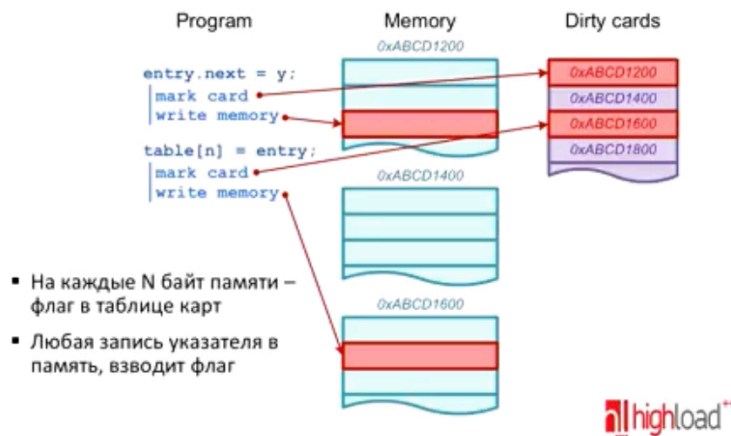 Program
Memory
Dirty cards
entry.next = y;
mark card
write memory
table[n] = entry;
mark card
write memory
0xABCD1200
0xABCD1400
0xABCD1600
0xABCD1200
0xABCD1400
0xABCD1600
0xABCD1800
▪ На каждые N байт памяти –
флаг в таблице карт
▪ Любая запись указателя в
память, взводит флаг
highload++